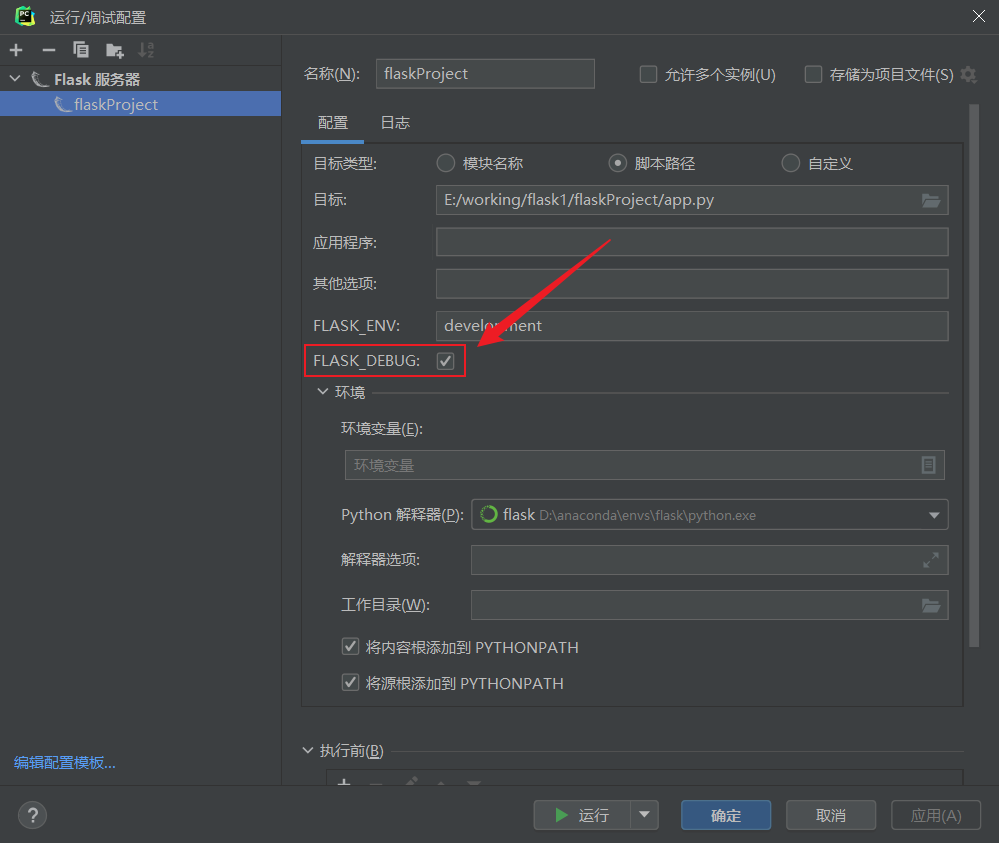 运行/调试配置
Flask 服务器
flaskProject
名称(N): flaskProject 允许多个实例(U) 存储为项目文件(S)
配置 日志
目标类型: 模块名称 脚本路径 自定义
目标: E:/working/flask1/flaskProject/app.py
应用程序:
其他选项:
FLASK_ENV: development
FLASK_DEBUG:
环境
环境变量(E):
环境变量
Python 解释器(P): flask D:\anaconda\envs\flask\python.exe
解释器选项:
工作目录(W):
将内容根添加到 PYTHONPATH
将源根添加到 PYTHONPATH
执行前(B)
编辑配置模板...
? 运行 确定 取消 应用(A)